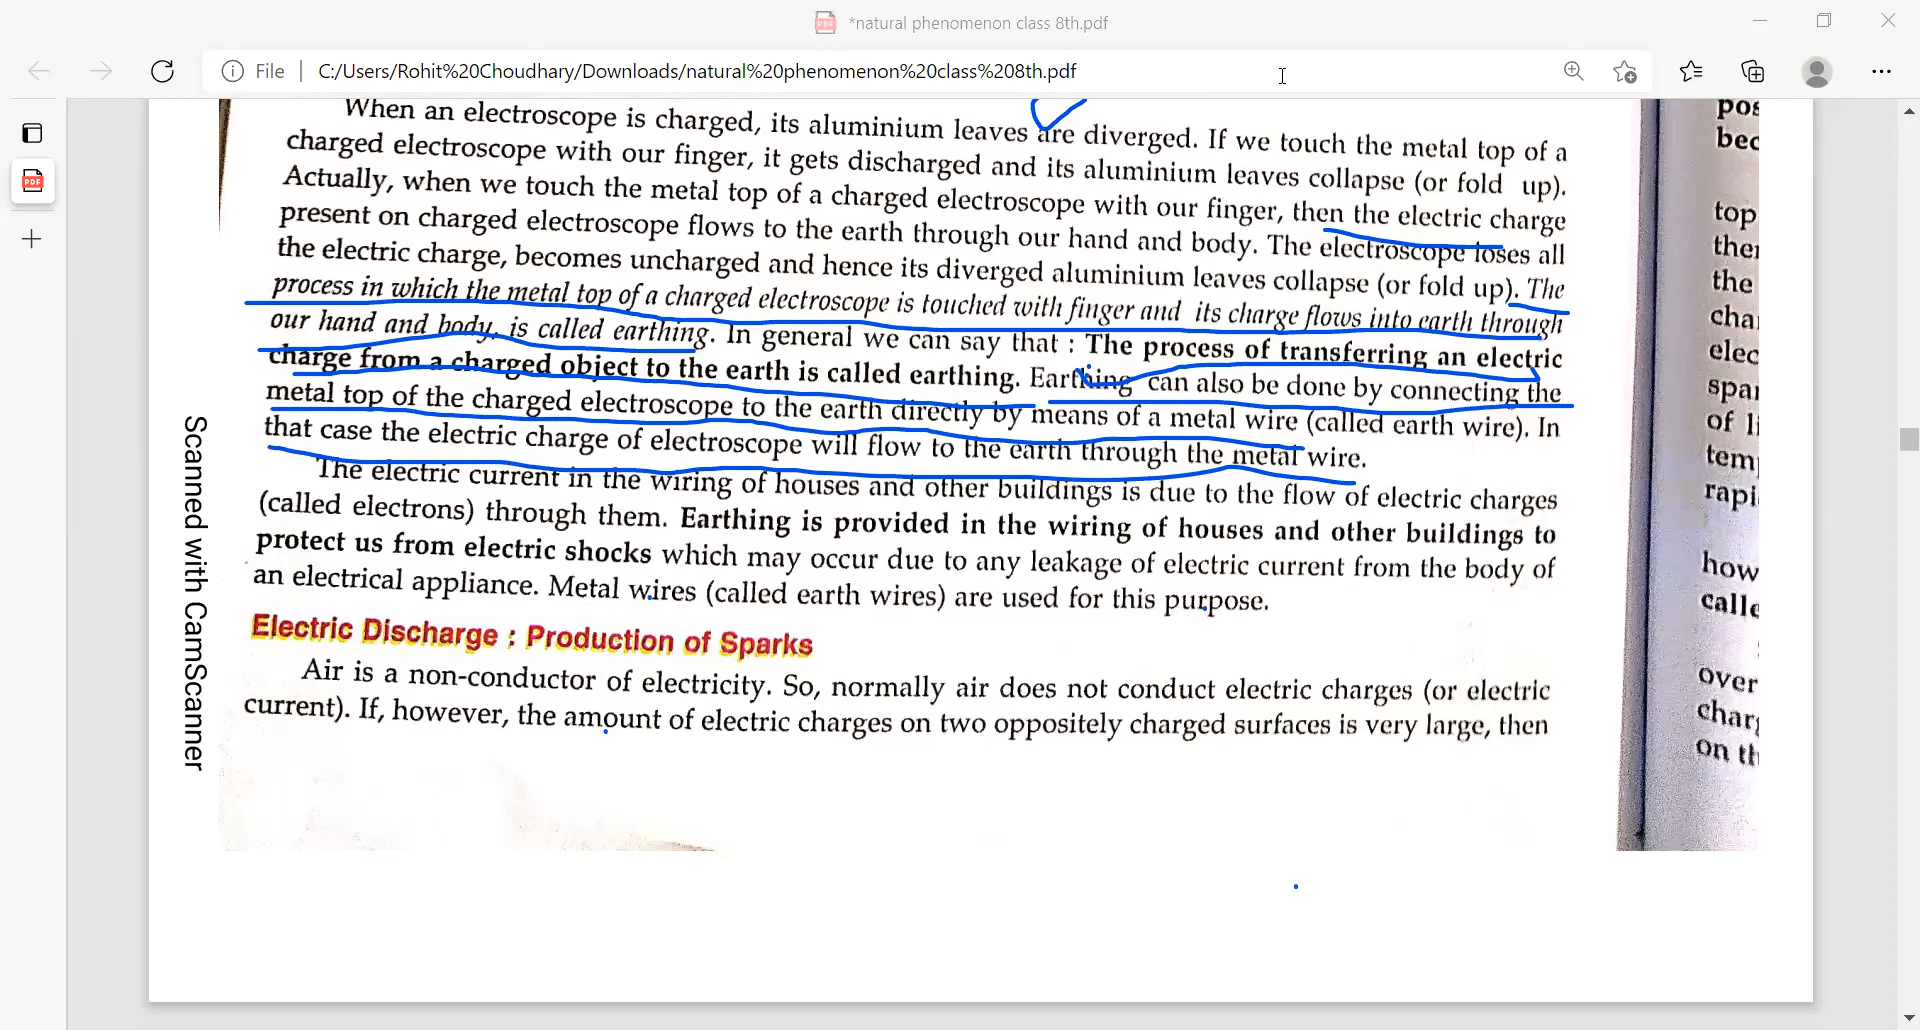 *natural phenomenon class 8th.pdf
File | C:/Users/Rohit%20Choudhary/Downloads/natural%20phenomenon%20class%208th.pdf
PDF
When an electroscope is charged, its aluminium leaves are diverged. If we touch the metal top of a
charged electroscope with our finger, it gets discharged and its aluminium leaves collapse (or fold up).
Actually, when we touch the metal top of a charged electroscope with our finger, then the electric charge
present on charged electroscope flows to the earth through our hand and body. The electroscope loses all
the electric charge, becomes uncharged and hence its diverged aluminium leaves collapse (or fold up). The
process in which the metal top of a charged electroscope is touched with finger and its charge flows into earth through
our hand and body, is called earthing. In general we can say that : The process of transferring an electric
charge from a charged object to the earth is called earthing. Earthing can also be done by connecting the
metal top of the charged electroscope to the earth directly by means of a metal wire (called earth wire). In
that case the electric charge of electroscope will flow to the earth through the metal wire.
The electric current in the wiring of houses and other buildings is due to the flow of electric charges
(called electrons) through them. Earthing is provided in the wiring of houses and other buildings to
protect us from electric shocks which may occur due to any leakage of electric current from the body of
an electrical appliance. Metal wires (called earth wires) are used for this purpose.
Electric Discharge : Production of Sparks
Air is a non-conductor of electricity. So, normally air does not conduct electric charges (or electric
current). If, however, the amount of electric charges on two oppositely charged surfaces is very large, then
Scanned with CamScanner
pos
bec
top
the
cha
elec
spar
of li
tem
rapi
how
calle
over
charg
on th